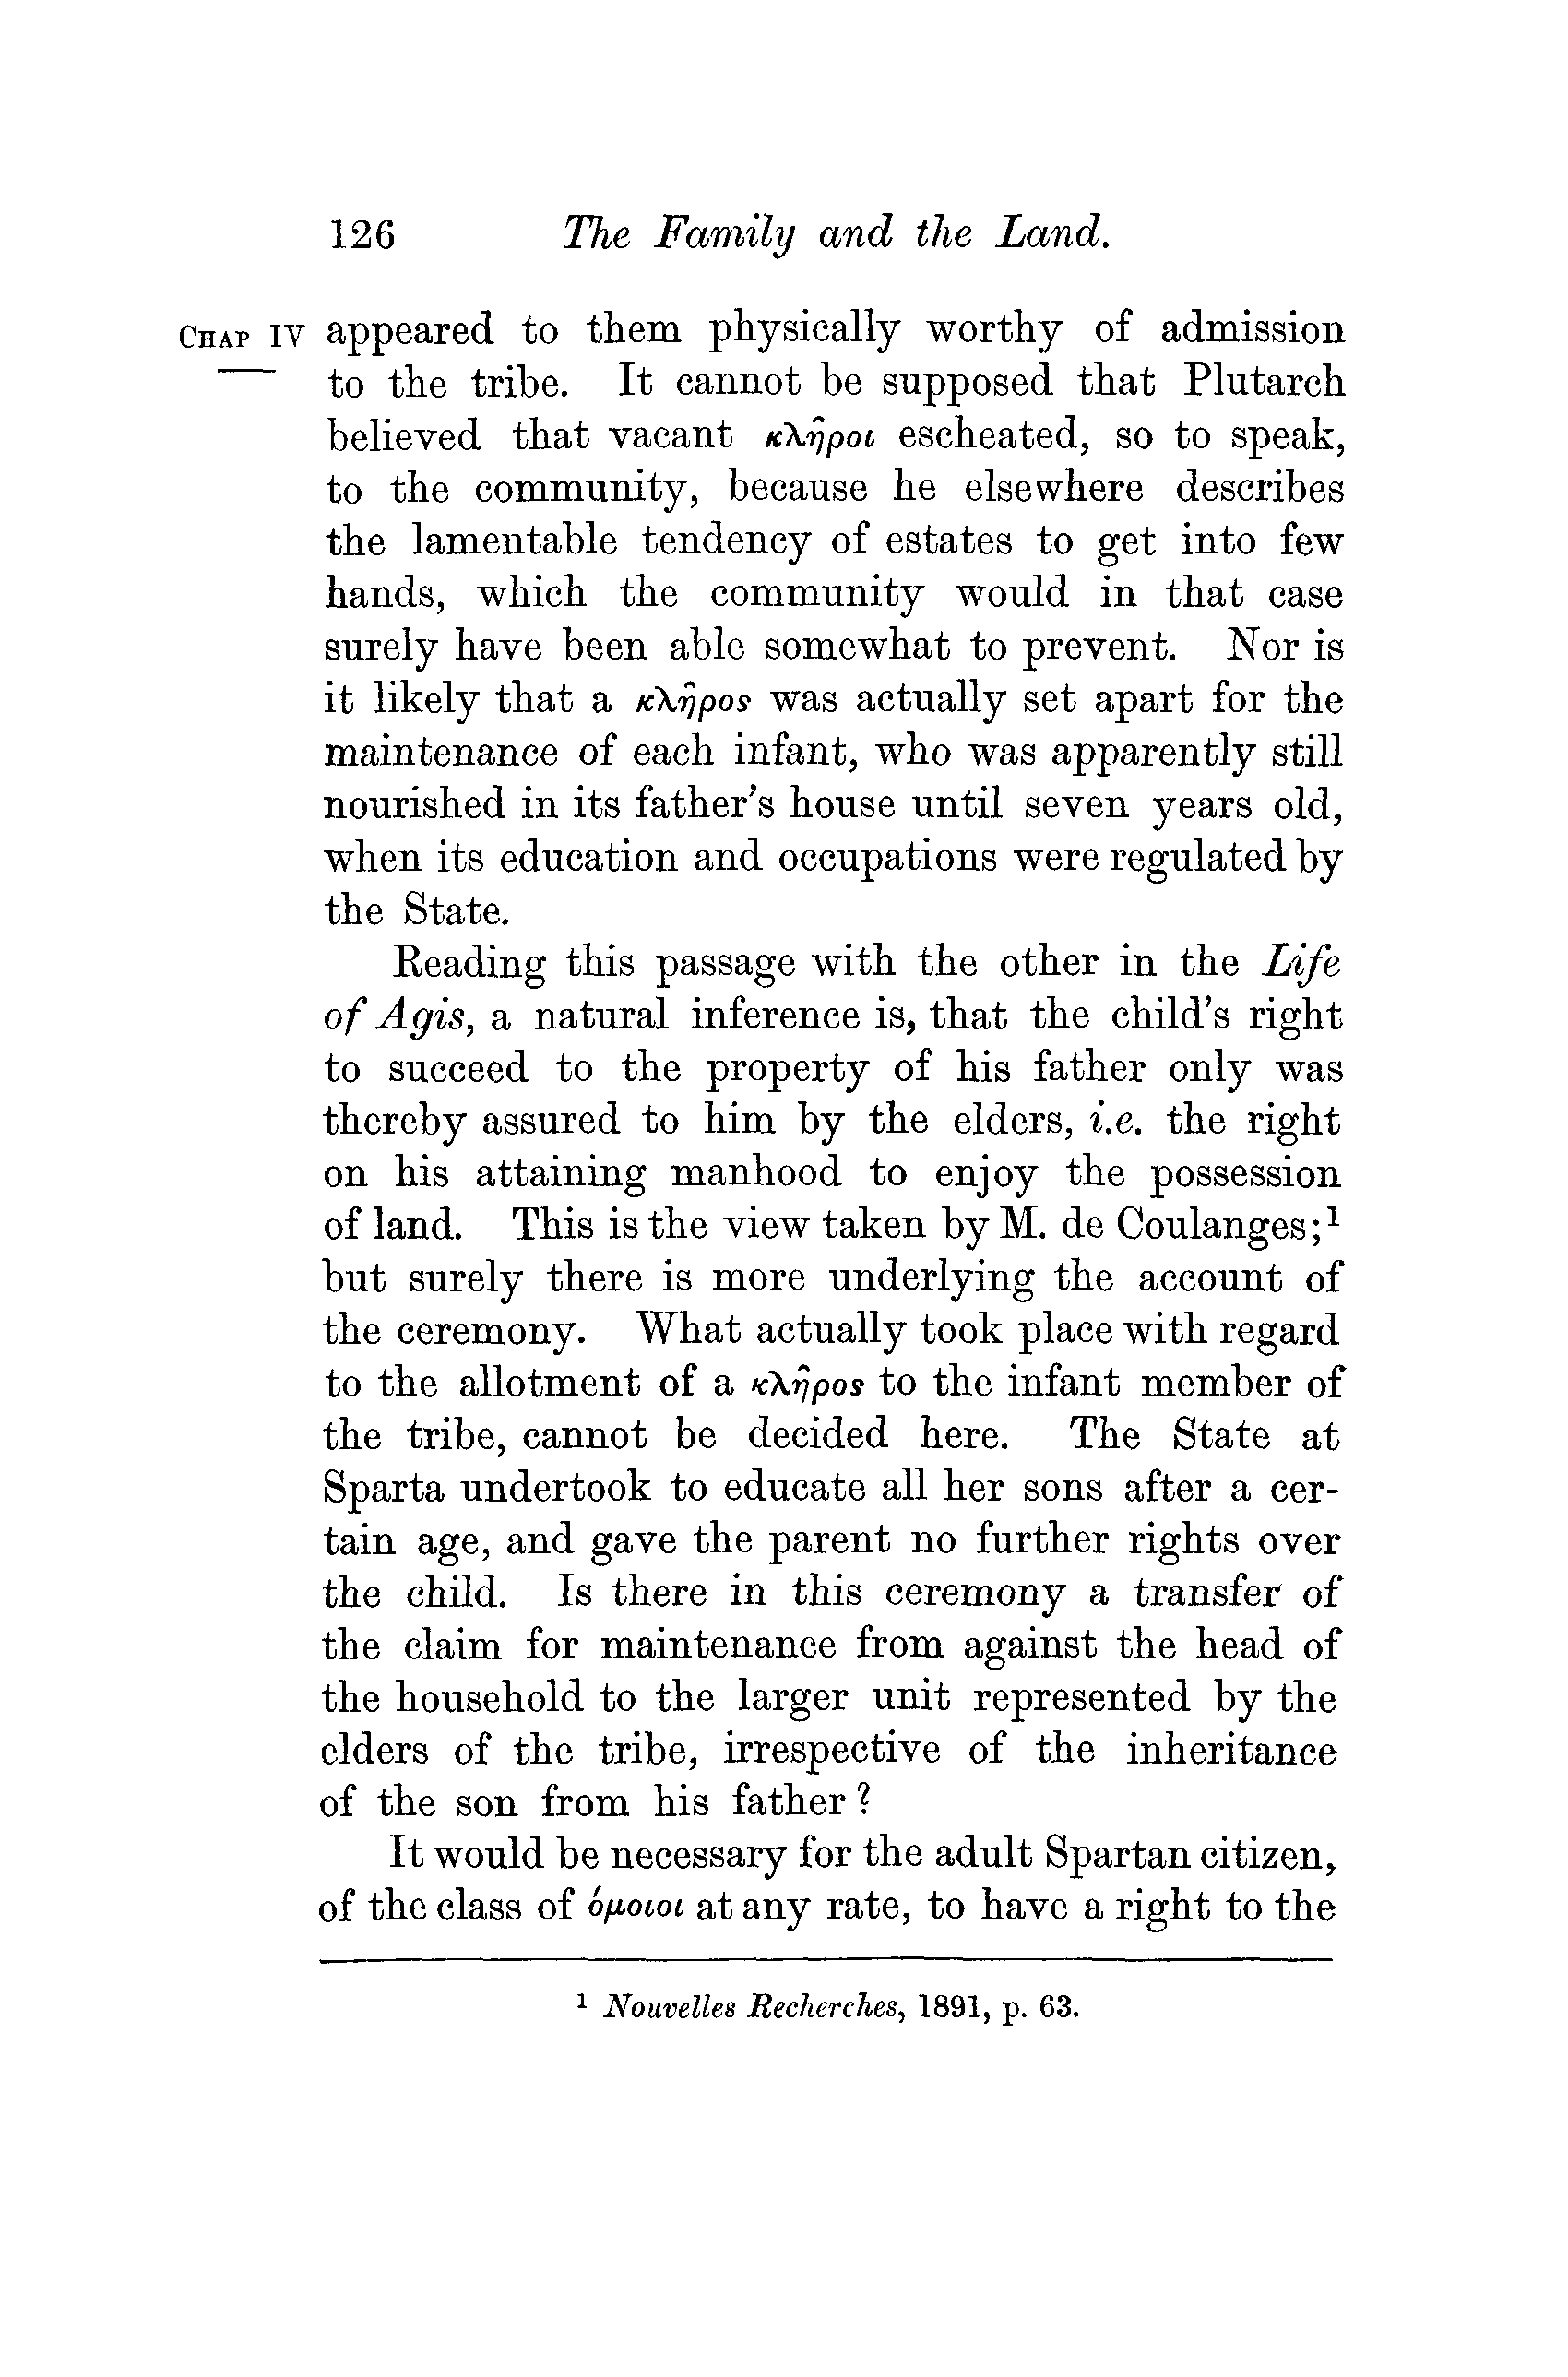 126 The Family and the Land.
CHAP IV appeared to them physically worthy of admission
to the tribe. It cannot be supposed that Plutarch
believed that vacant κλῆροι escheated, so to speak,
to the community, because he elsewhere describes
the lamentable tendency of estates to get into few
hands, which the community would in that case
surely have been able somewhat to prevent. Nor is
it likely that a κλῆρος was actually set apart for the
maintenance of each infant, who was apparently still
nourished in its father's house until seven years old,
when its education and occupations were regulated by
the State.
Reading this passage with the other in the Life
of Agis, a natural inference is, that the child's right
to succeed to the property of his father only was
thereby assured to him by the elders, i.e. the right
on his attaining manhood to enjoy the possession
of land. This is the view taken by M. de Coulanges;¹
but surely there is more underlying the account of
the ceremony. What actually took place with regard
to the allotment of a κλῆρος to the infant member of
the tribe, cannot be decided here. The State at
Sparta undertook to educate all her sons after a cer-
tain age, and gave the parent no further rights over
the child. Is there in this ceremony a transfer of
the claim for maintenance from against the head of
the household to the larger unit represented by the
elders of the tribe, irrespective of the inheritance
of the son from his father?
It would be necessary for the adult Spartan citizen,
of the class of ὁμοιοι at any rate, to have a right to the
¹ Nouvelles Recherches, 1891, p. 63.